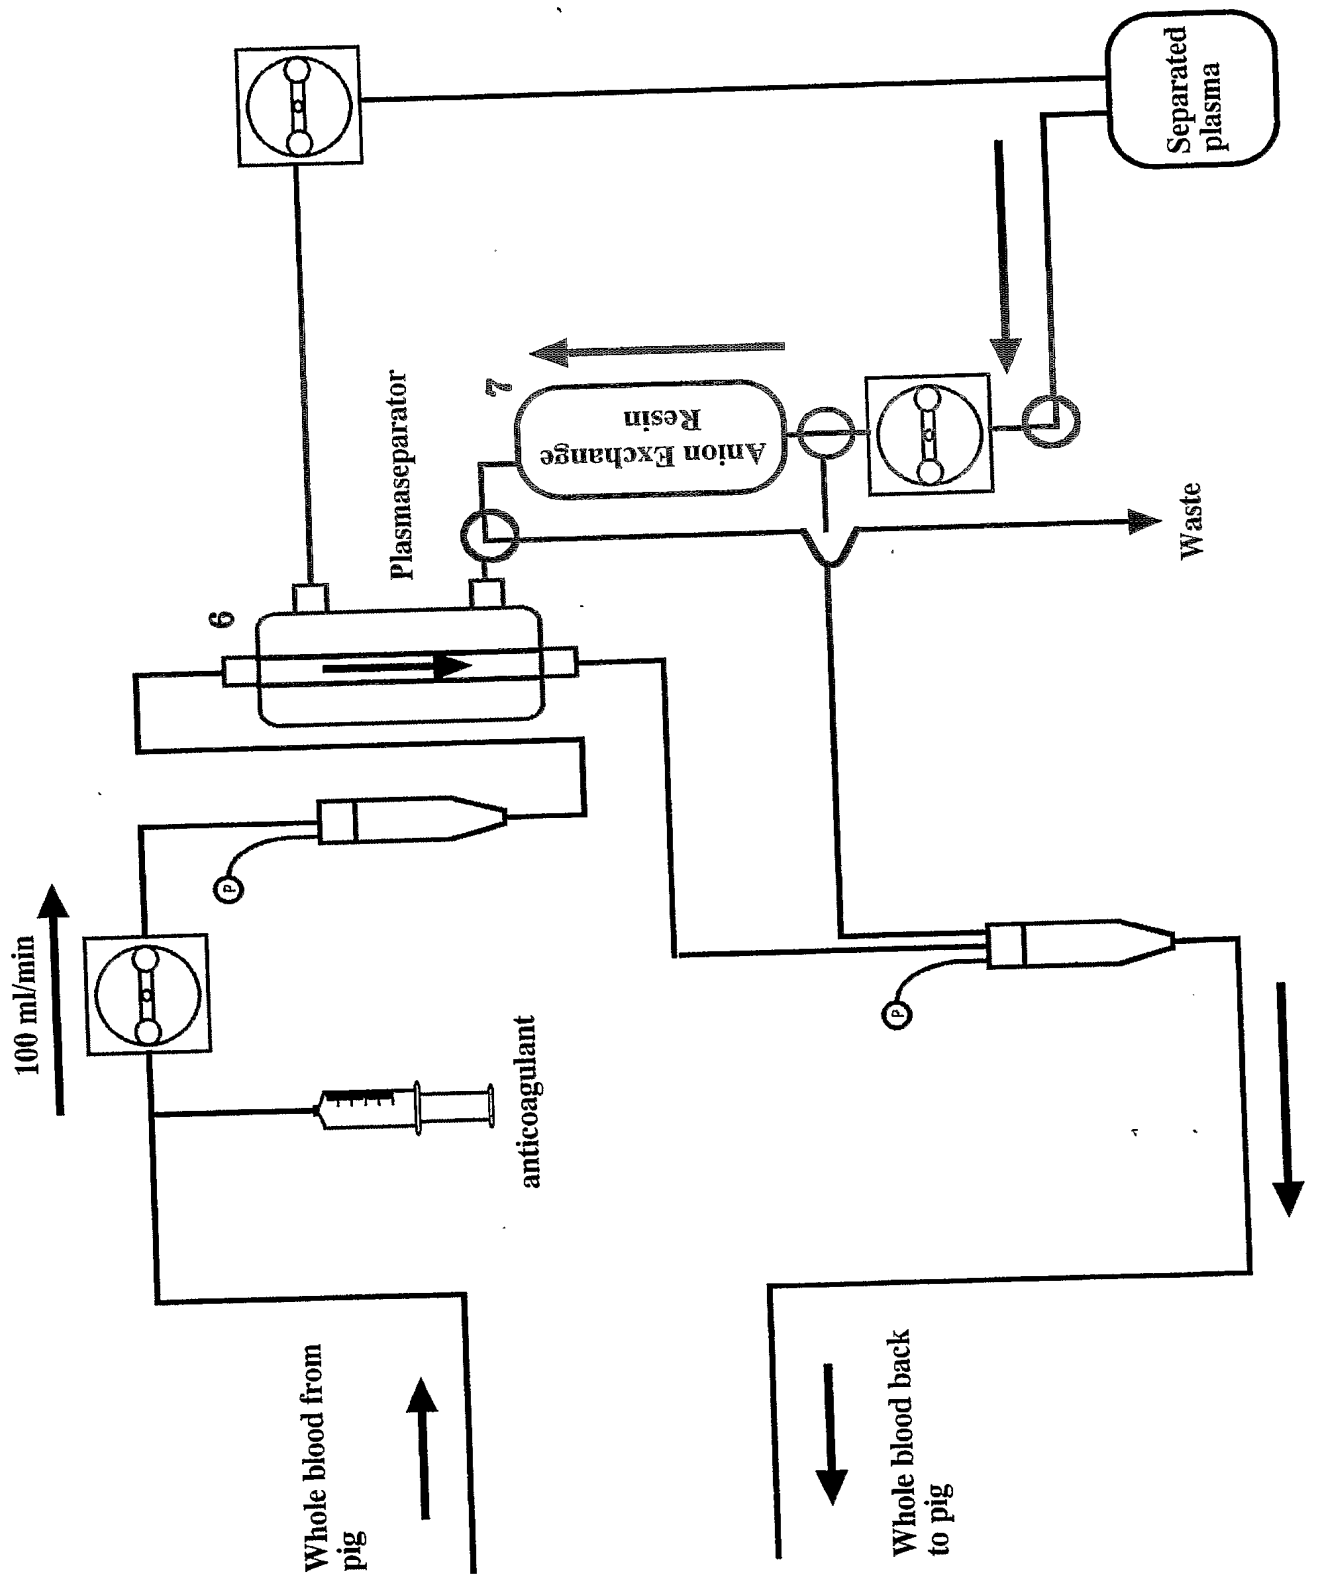 100 ml/min
P
anticoagulant
Whole blood from
pig
6
Plasmaseparator
7
Anion Exchange
Resin
Separated
plasma
Waste
P
Whole blood back
to pig